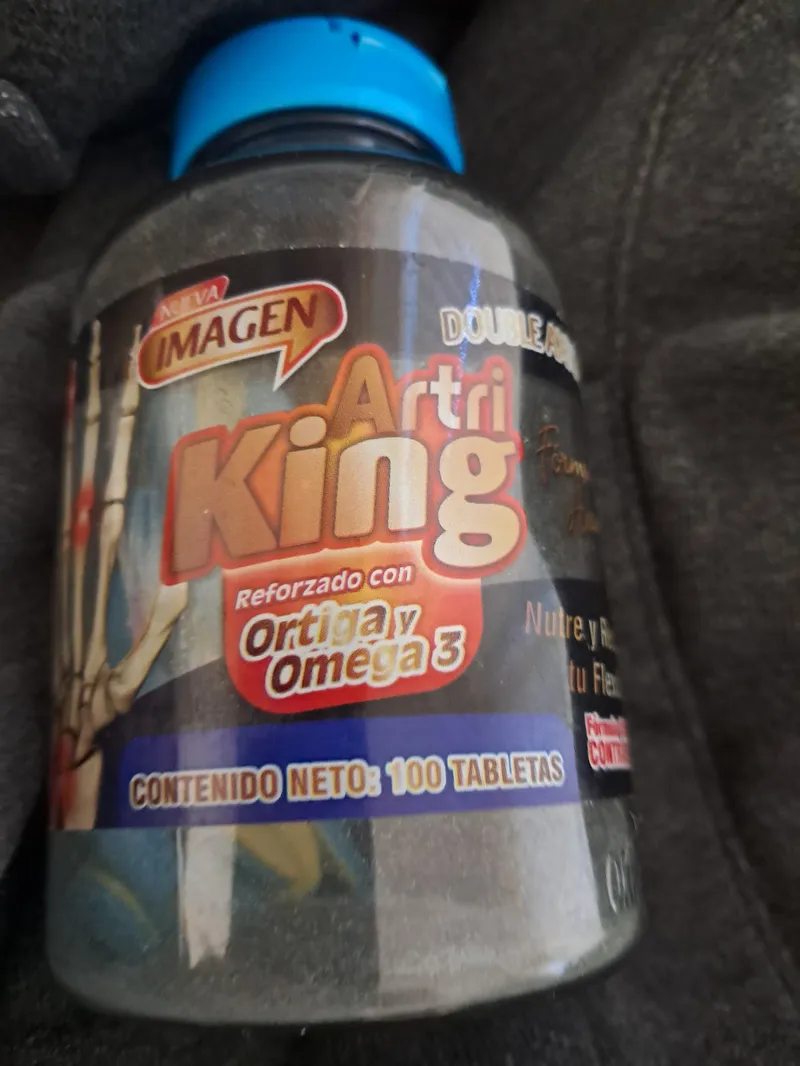 NUEVA
IMAGEN
DOUBLE
Artri
King
Reforzado con
Ortiga y
Omega 3
Nutre y
tu
CONTENIDO NETO: 100 TABLETAS